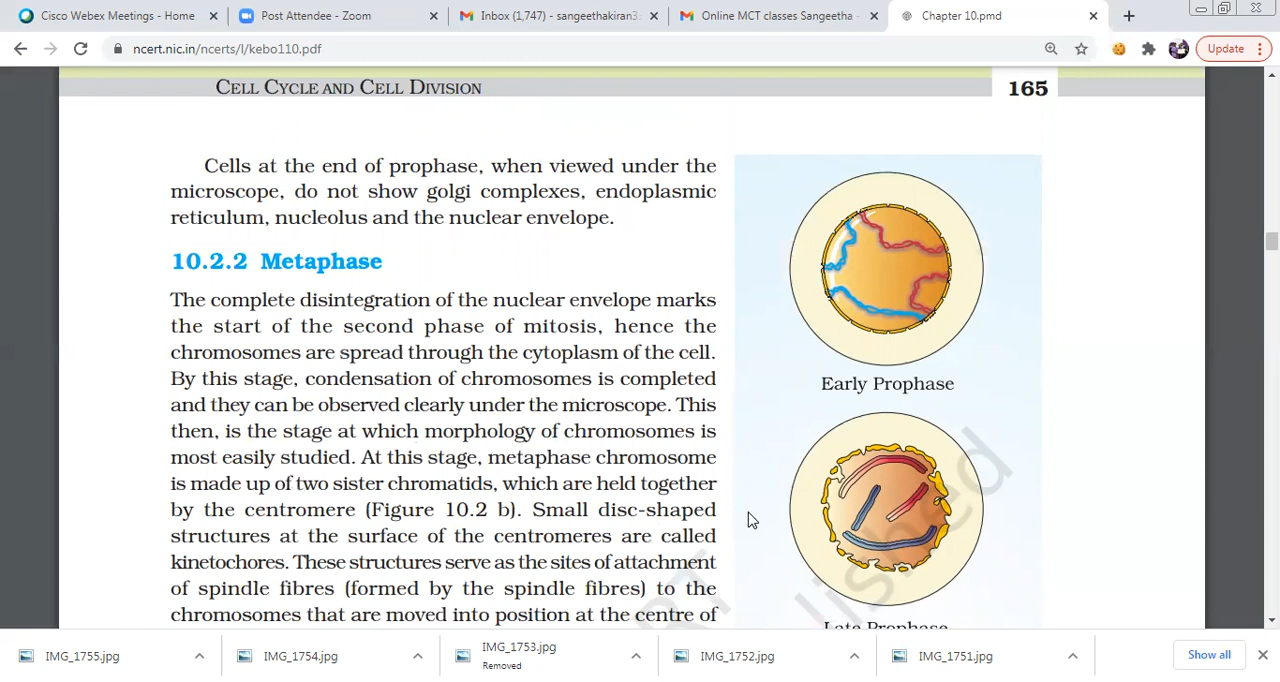 Cisco Webex Meetings - Home
Post Attendee - Zoom
Inbox (1,747) - sangeethakiran3
Online MCT classes Sangeetha -
Chapter 10.pmd
ncert.nic.in/ncerts/l/kebo110.pdf
Update
CELL CYCLE AND CELL DIVISION
165
Cells at the end of prophase, when viewed under the
microscope, do not show golgi complexes, endoplasmic
reticulum, nucleolus and the nuclear envelope.
10.2.2 Metaphase
The complete disintegration of the nuclear envelope marks
the start of the second phase of mitosis, hence the
chromosomes are spread through the cytoplasm of the cell.
By this stage, condensation of chromosomes is completed
and they can be observed clearly under the microscope. This
then, is the stage at which morphology of chromosomes is
most easily studied. At this stage, metaphase chromosome
is made up of two sister chromatids, which are held together
by the centromere (Figure 10.2 b). Small disc-shaped
structures at the surface of the centromeres are called
kinetochores. These structures serve as the sites of attachment
of spindle fibres (formed by the spindle fibres) to the
chromosomes that are moved into position at the centre of
Early Prophase
Late Prophase
IMG_1755.jpg
IMG_1754.jpg
IMG_1753.jpg
Removed
IMG_1752.jpg
IMG_1751.jpg
Show all